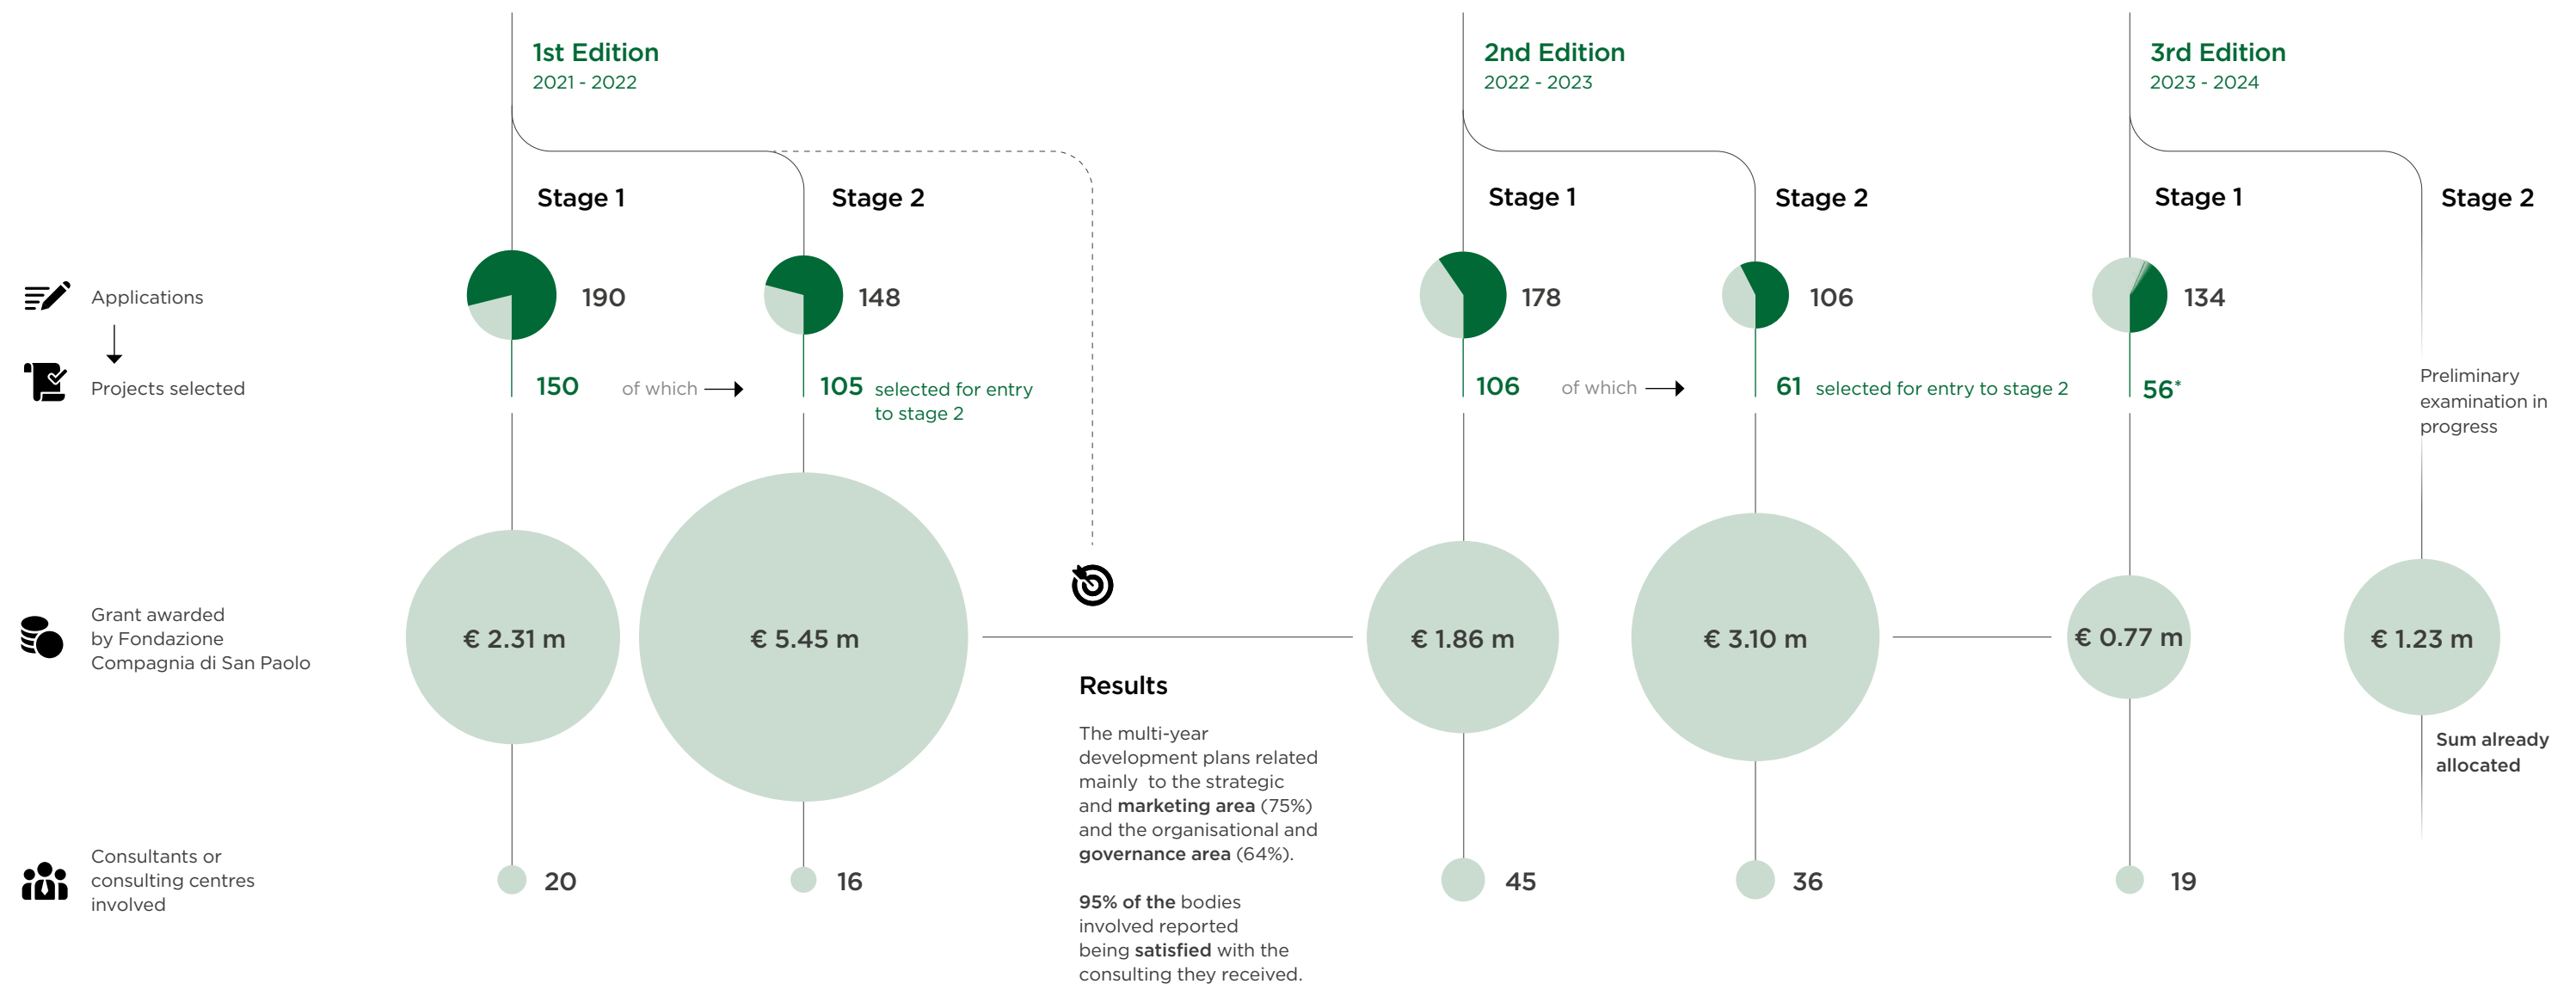 1st Edition
2021 - 2022
2nd Edition
2022 - 2023
3rd Edition
2023 - 2024
Stage 1
Stage 2
Stage 1
Stage 2
Stage 1
Stage 2
Applications
190
148
178
106
134
Projects selected
150
of which
105 selected for entry
to stage 2
106
of which
61 selected for entry to stage 2
56*
Preliminary
examination in
progress
Grant awarded
by Fondazione
Compagnia di San Paolo
€ 2.31 m
€ 5.45 m
€ 1.86 m
€ 3.10 m
€ 0.77 m
€ 1.23 m
Sum already
allocated
Results
The multi-year
development plans related
mainly to the strategic
and marketing area (75%)
and the organisational and
governance area (64%).
95% of the bodies
involved reported
being satisfied with the
consulting they received.
Consultants or
consulting centres
involved
20
16
45
36
19